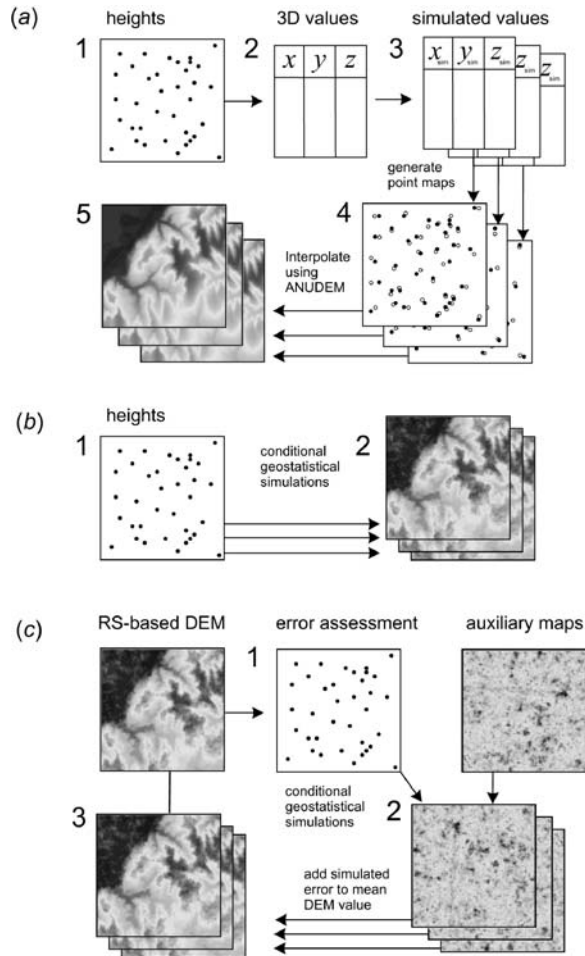 (a)
heights
3D values
simulated values
1
2
3
x y z
x sim y sim z sim
z sim
z sim
generate
point maps
5
4
Interpolate
using
ANUDEM
(b)
heights
1
conditional
geostatistical
simulations
2
(c)
RS-based DEM
error assessment
auxiliary maps
1
conditional
geostatistical
simulations
2
3
add simulated
error to mean
DEM value